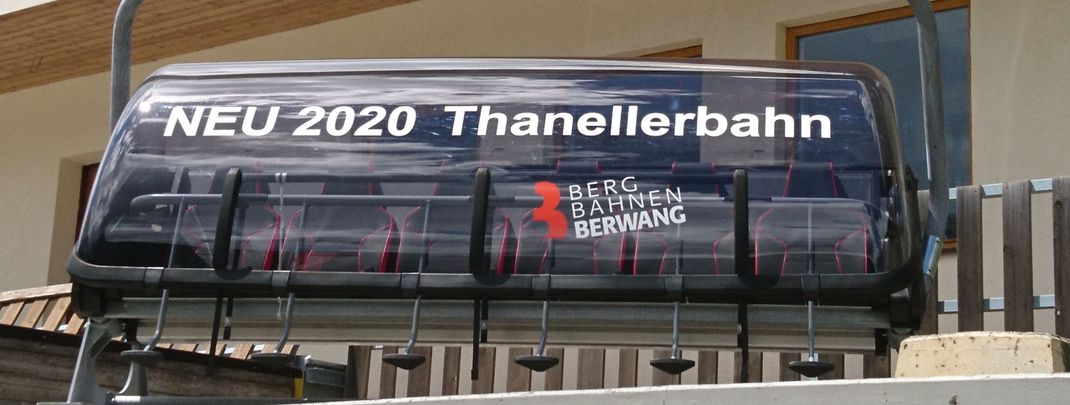 NEU 2020 Thanellerbahn
BERG
BAHNEN
BERWANG